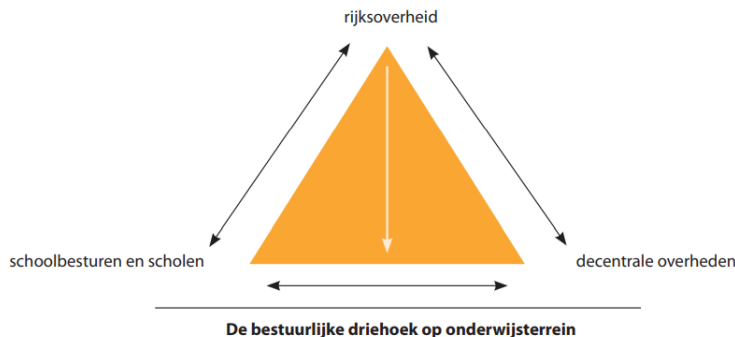 rijksoverheid
schoolbesturen en scholen
decentrale overheden
De bestuurlijke driehoek op onderwijsterrein